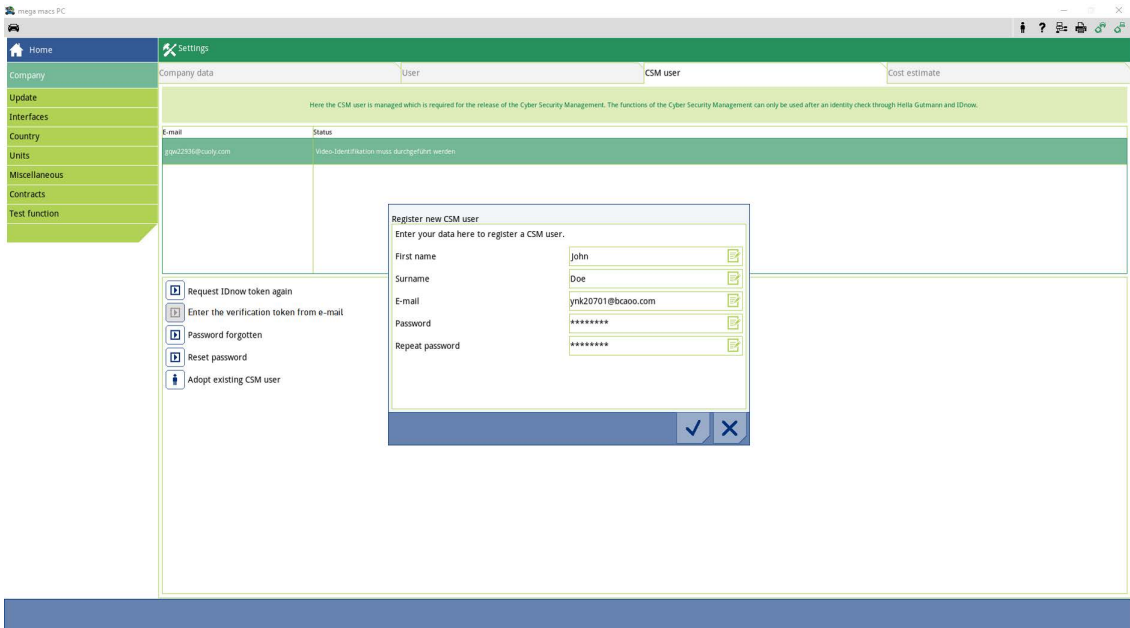 mega macs PC
Home
Settings
Company
Update
Interfaces
Country
Units
Miscellaneous
Contracts
Test function
Company data
User
CSM user
Cost estimate
Here the CSM user is managed which is required for the release of the Cyber Security Management. The functions of the Cyber Security Management can only be used after an identity check through Hella Gutmann and IDnow.
E-mail
Status
Video-Identifikation muss durchgeführt werden
Register new CSM user
Enter your data here to register a CSM user.
First name
John
Surname
Doe
E-mail
ynk20701@bcaoo.com
Password
********
Repeat password
********
Request IDnow token again
Enter the verification token from e-mail
Password forgotten
Reset password
Adopt existing CSM user